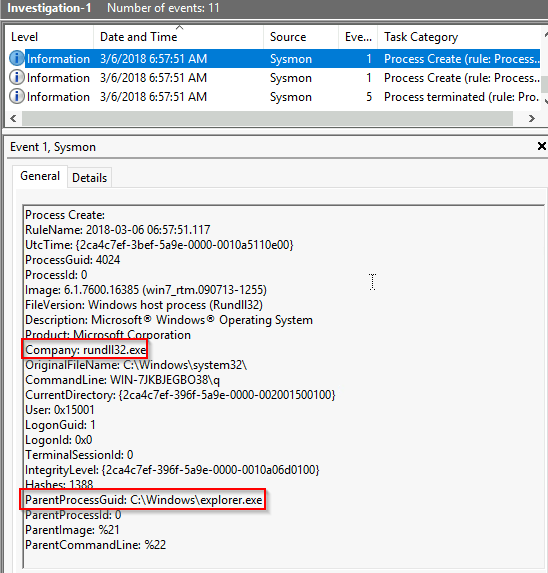 Investigation-1 Number of events: 11
Level Date and Time Source Eve... Task Category
Information 3/6/2018 6:57:51 AM Sysmon 1 Process Create (rule: Process...
Information 3/6/2018 6:57:51 AM Sysmon 1 Process Create (rule: Process...
Information 3/6/2018 6:57:51 AM Sysmon 5 Process terminated (rule: Pro...
Event 1, Sysmon
General Details
Process Create:
RuleName: 2018-03-06 06:57:51.117
UtcTime: {2ca4c7ef-3bef-5a9e-0000-0010a5110e00}
ProcessGuid: 4024
ProcessId: 0
Image: 6.1.7600.16385 (win7_rtm.090713-1255)
FileVersion: Windows host process (Rundll32)
Description: Microsoft® Windows® Operating System
Product: Microsoft Corporation
Company: rundll32.exe
OriginalFileName: C:\Windows\system32\
CommandLine: WIN-7JKBJEGBO38\q
CurrentDirectory: {2ca4c7ef-396f-5a9e-0000-002001500100}
User: 0x15001
LogonGuid: 1
LogonId: 0x0
TerminalSessionId: 0
IntegrityLevel: {2ca4c7ef-396f-5a9e-0000-0010a06d0100}
Hashes: 1388
ParentProcessGuid: C:\Windows\explorer.exe
ParentProcessId: 0
ParentImage: %21
ParentCommandLine: %22